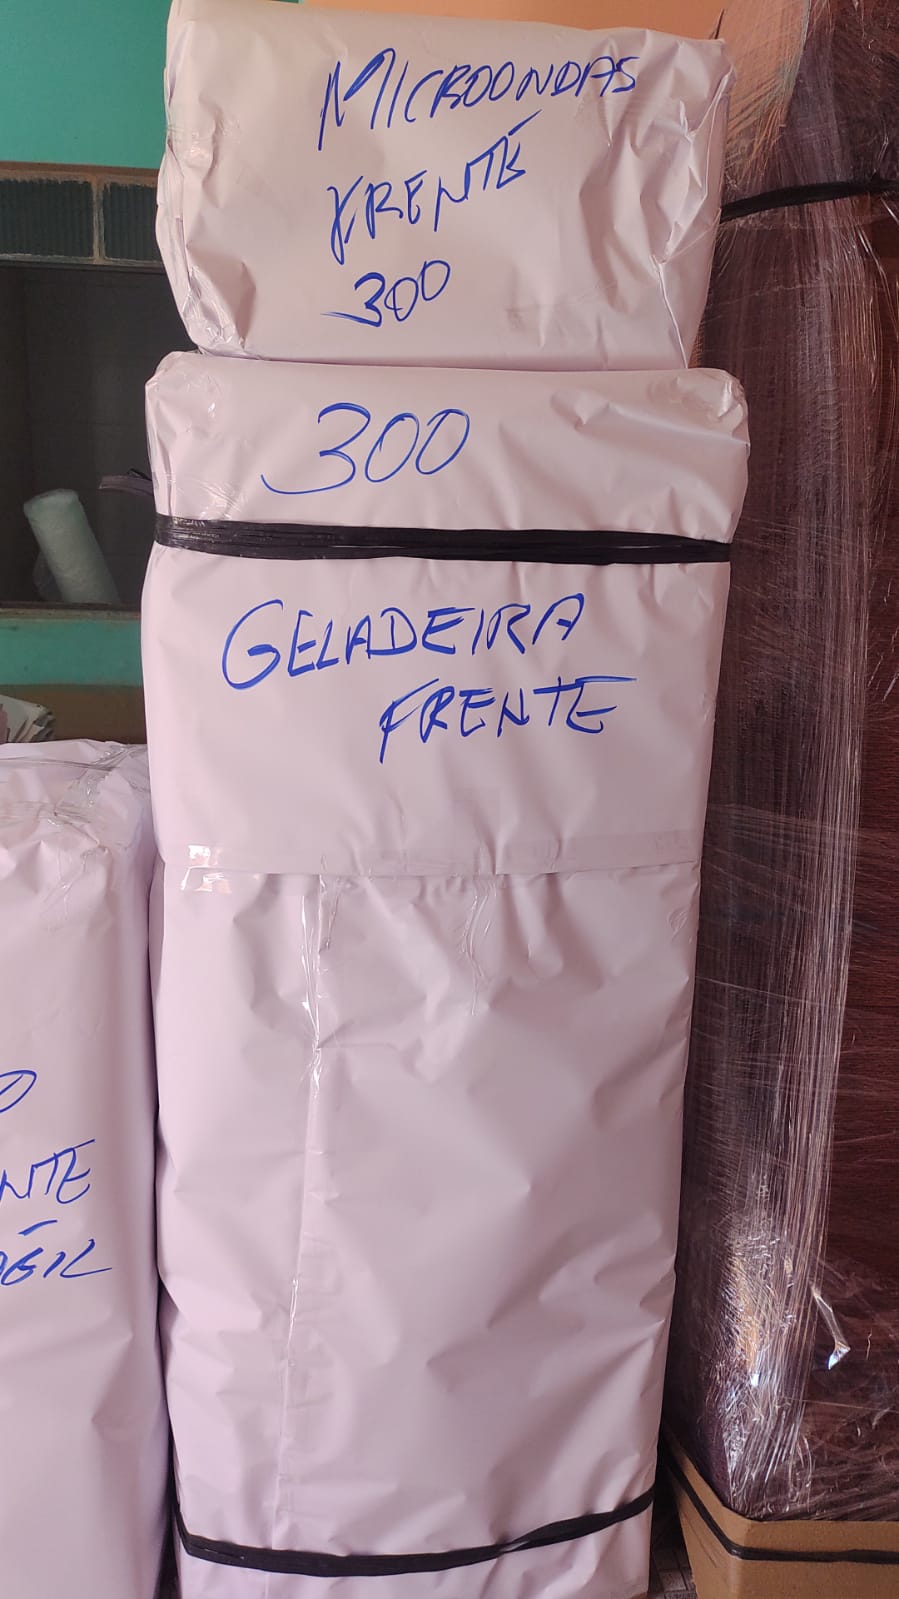 MICROONDAS
FRENTE
300
300
GELADEIRA
FRENTE